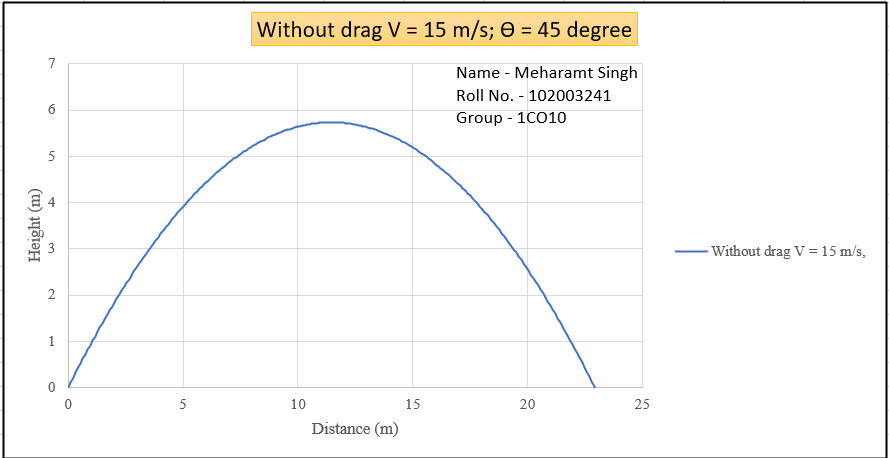 Without drag V = 15 m/s; Ɵ = 45 degree
Name - Meharamt Singh
Roll No. - 102003241
Group - 1CO10
7
6
5
4
3
2
1
0
Height (m)
0 5 10 15 20 25
Distance (m)
Without drag V = 15 m/s,